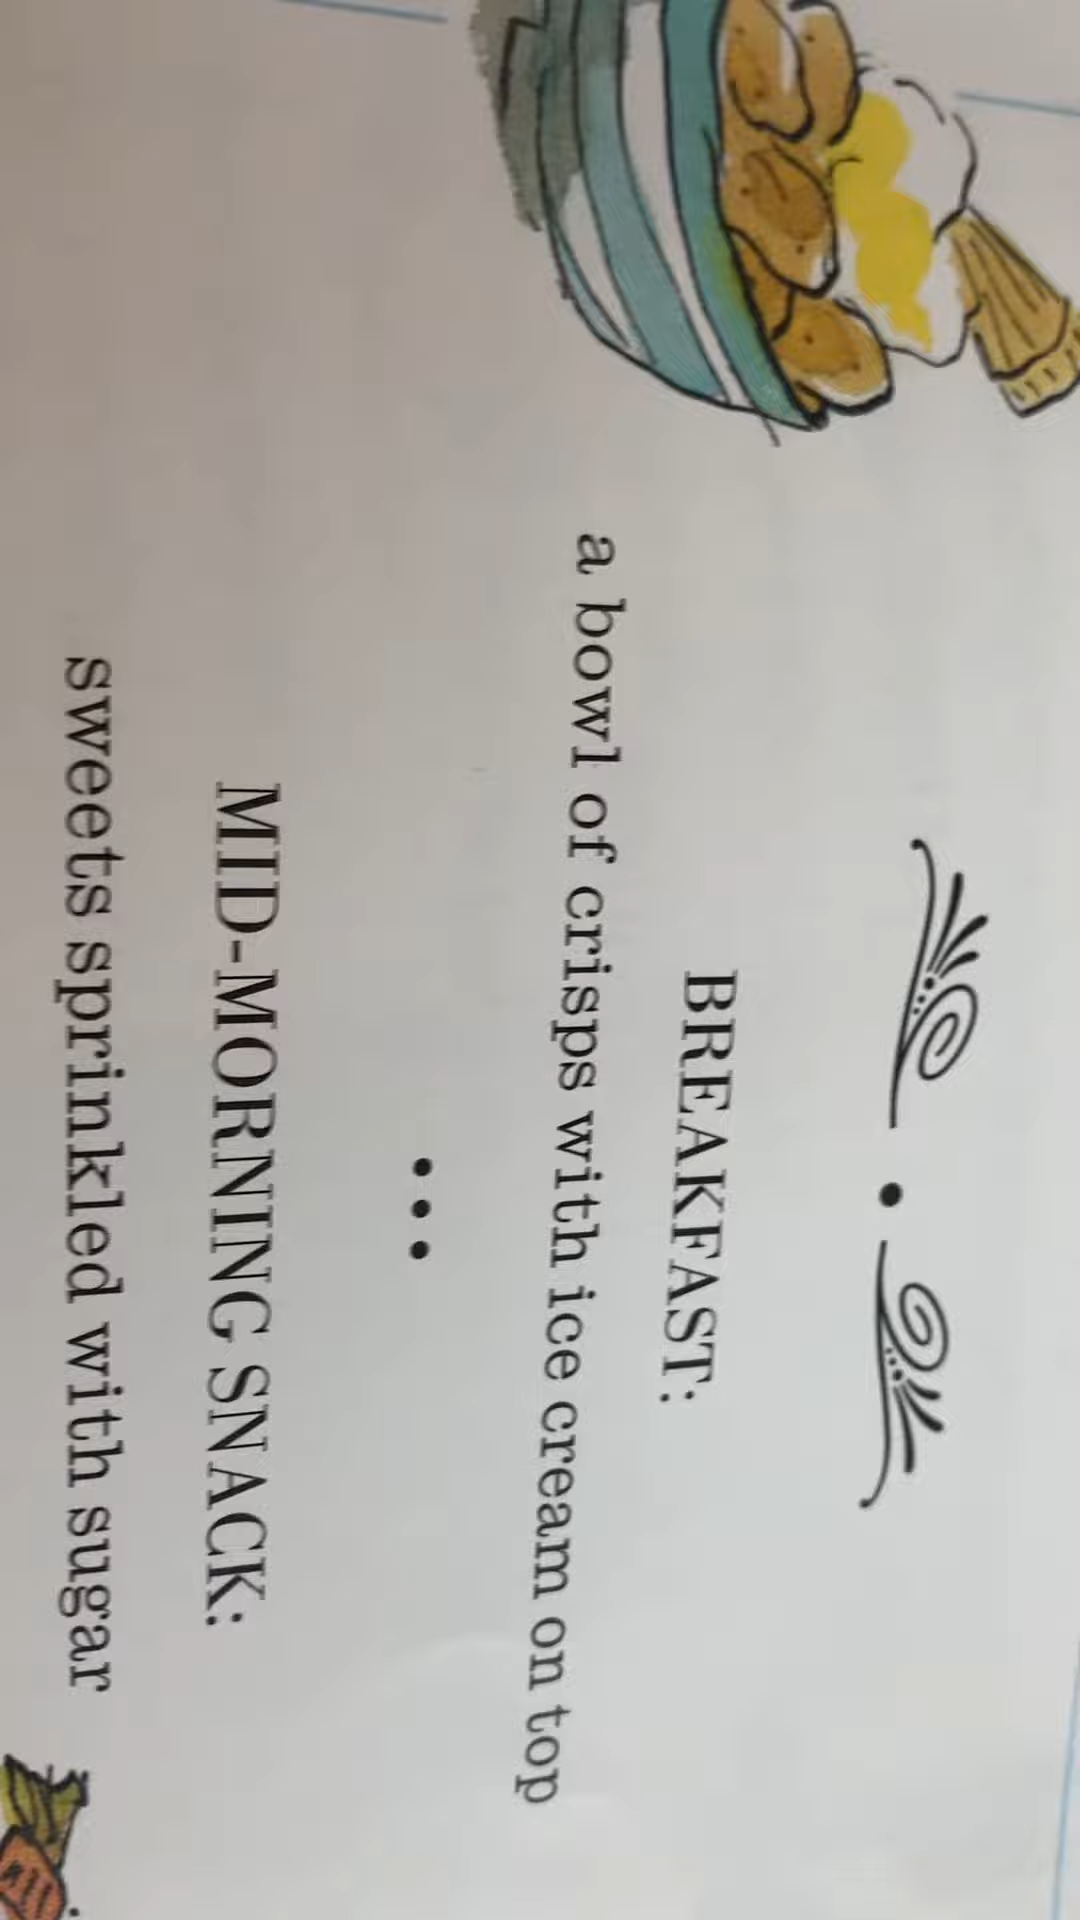 BREAKFAST:
a bowl of crisps with ice cream on top
MID-MORNING SNACK:
sweets sprinkled with sugar